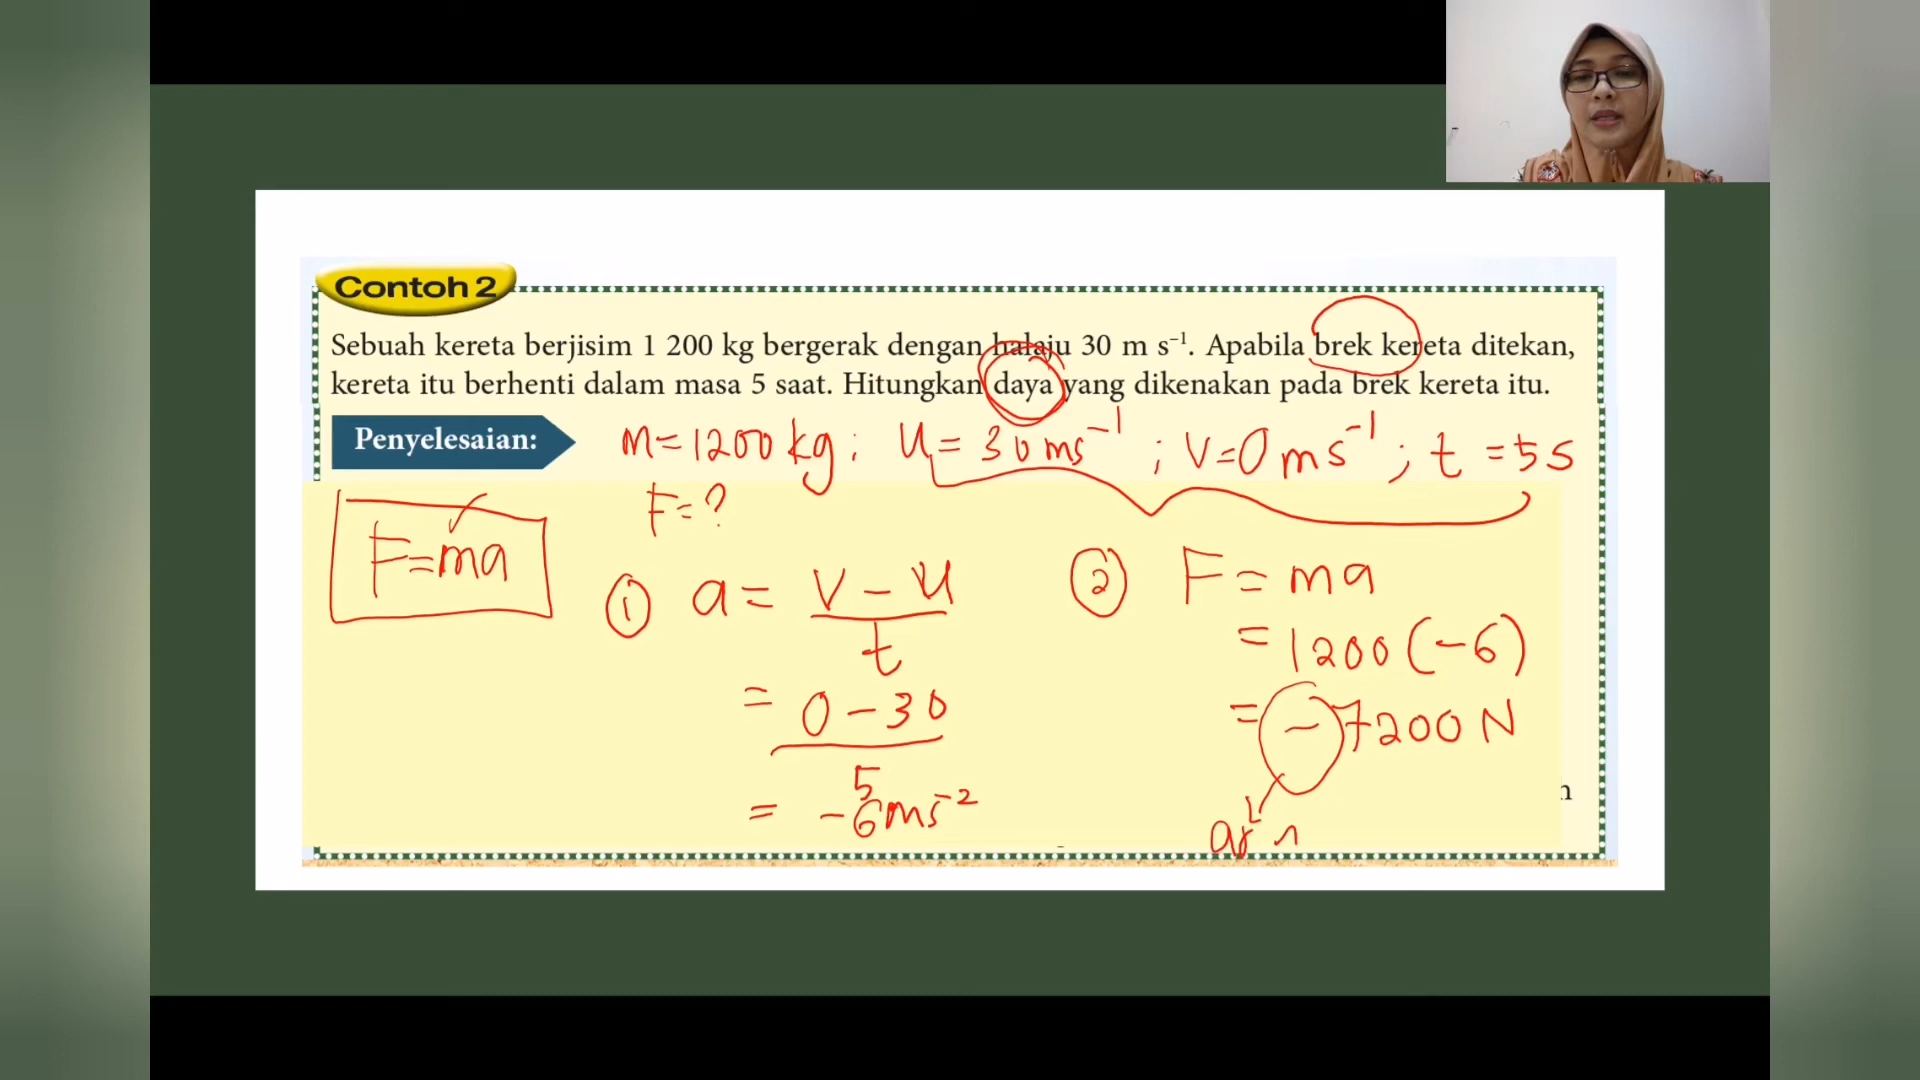 Contoh 2
Sebuah kereta berjisim 1 200 kg bergerak dengan halaju 30 m s⁻¹. Apabila brek kereta ditekan,
kereta itu berhenti dalam masa 5 saat. Hitungkan daya yang dikenakan pada brek kereta itu.
Penyelesaian:
m=1200 kg; u=30 ms⁻¹; v=0 ms⁻¹; t=5s
F=?
F=ma
① a = v - u / t
= 0 - 30 / 5
= -6 ms⁻²
② F = ma
= 1200 (-6)
= -7200 N